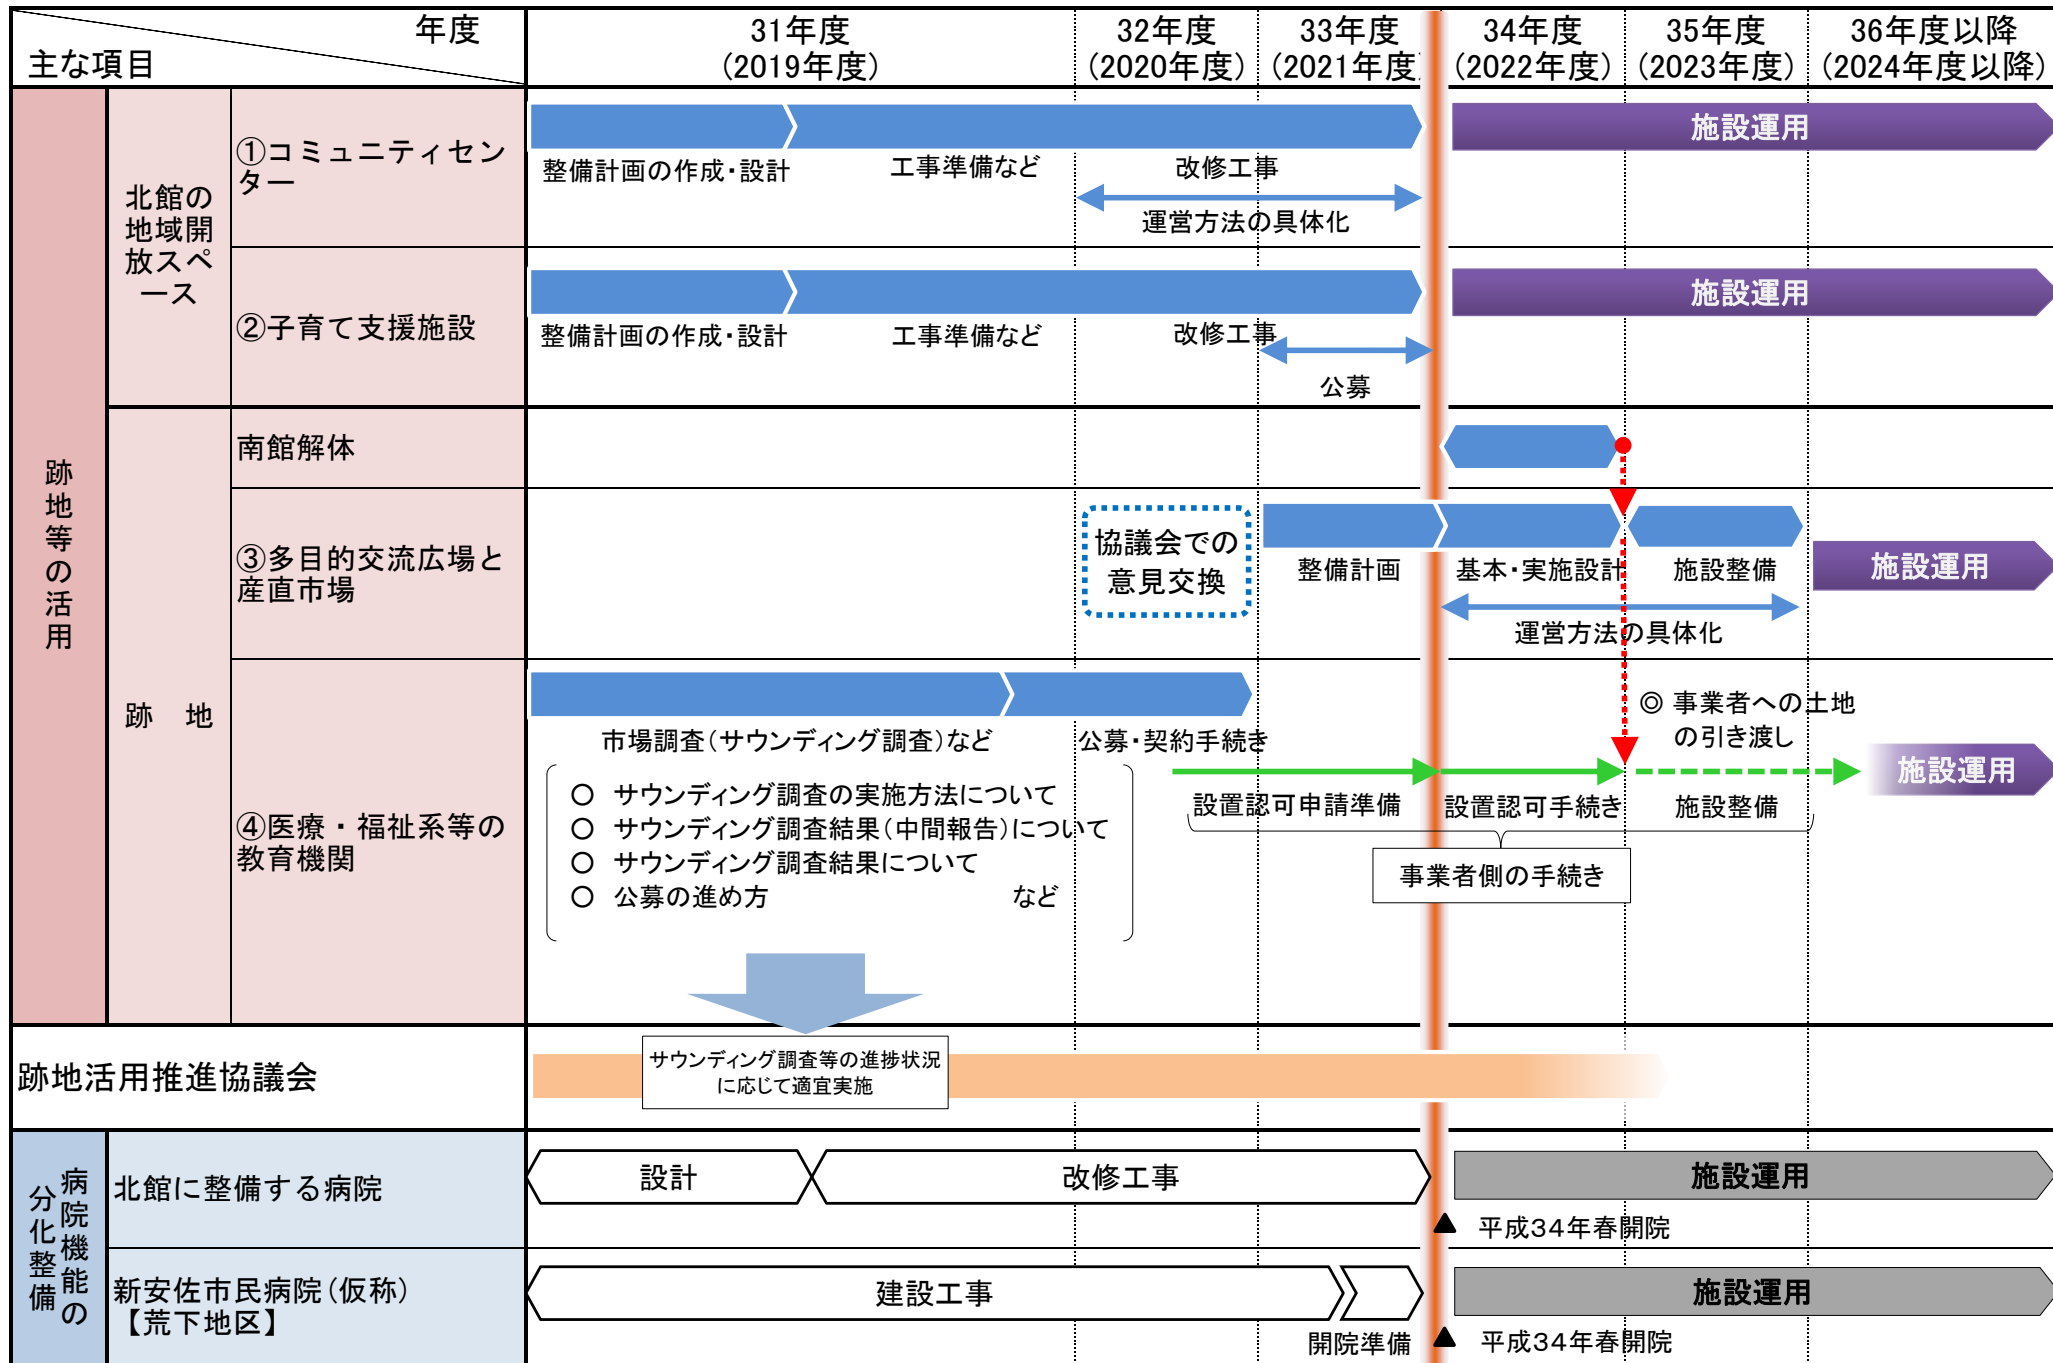 年度
主な項目
31年度
(2019年度)
32年度
(2020年度)
33年度
(2021年度)
34年度
(2022年度)
35年度
(2023年度)
36年度以降
(2024年度以降)
跡地等の活用
北館の
地域開
放スペ
ース
①コミュニティセン
ター
整備計画の作成・設計
工事準備など
改修工事
運営方法の具体化
施設運用
②子育て支援施設
整備計画の作成・設計
工事準備など
改修工事
公募
施設運用
跡 地
南館解体
③多目的交流広場と
産直市場
協議会での
意見交換
整備計画
基本・実施設計
施設整備
運営方法の具体化
施設運用
④医療・福祉系等の
教育機関
市場調査(サウンディング調査)など
公募・契約手続き
○ サウンディング調査の実施方法について
○ サウンディング調査結果(中間報告)について
○ サウンディング調査結果について
○ 公募の進め方 など
◎ 事業者への土地
の引き渡し
設置認可申請準備
設置認可手続き
施設整備
事業者側の手続き
施設運用
跡地活用推進協議会
サウンディング調査等の進捗状況
に応じて適宜実施
病院機能の
分化整備
北館に整備する病院
設計
改修工事
施設運用
▲ 平成34年春開院
新安佐市民病院(仮称)
【荒下地区】
建設工事
開院準備
施設運用
▲ 平成34年春開院